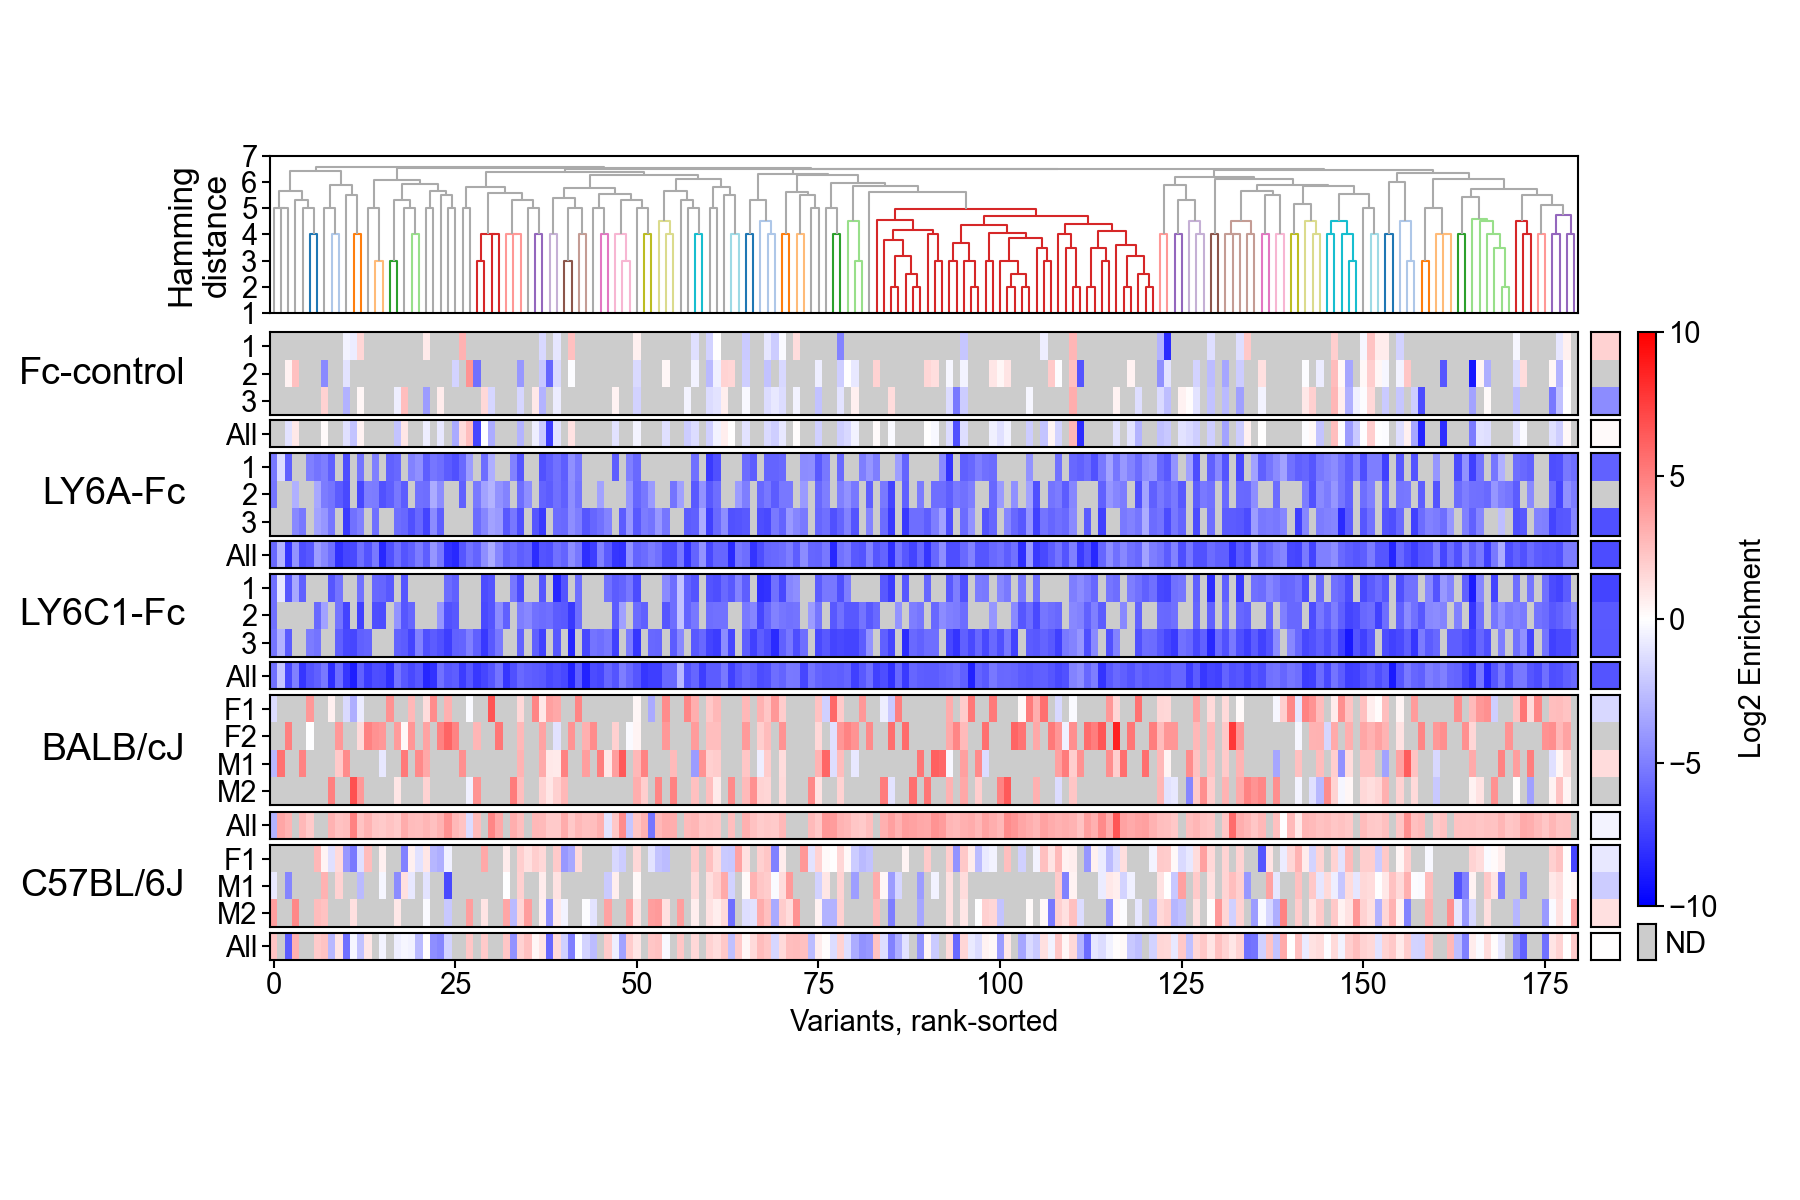 Hamming
distance
7
6
5
4
3
2
1
Fc-control
1
2
3
All
LY6A-Fc
1
2
3
All
LY6C1-Fc
1
2
3
All
BALB/cJ
F1
F2
M1
M2
All
C57BL/6J
F1
M1
M2
All
0 25 50 75 100 125 150 175
Variants, rank-sorted
10
5
0
−5
−10
Log2 Enrichment
ND